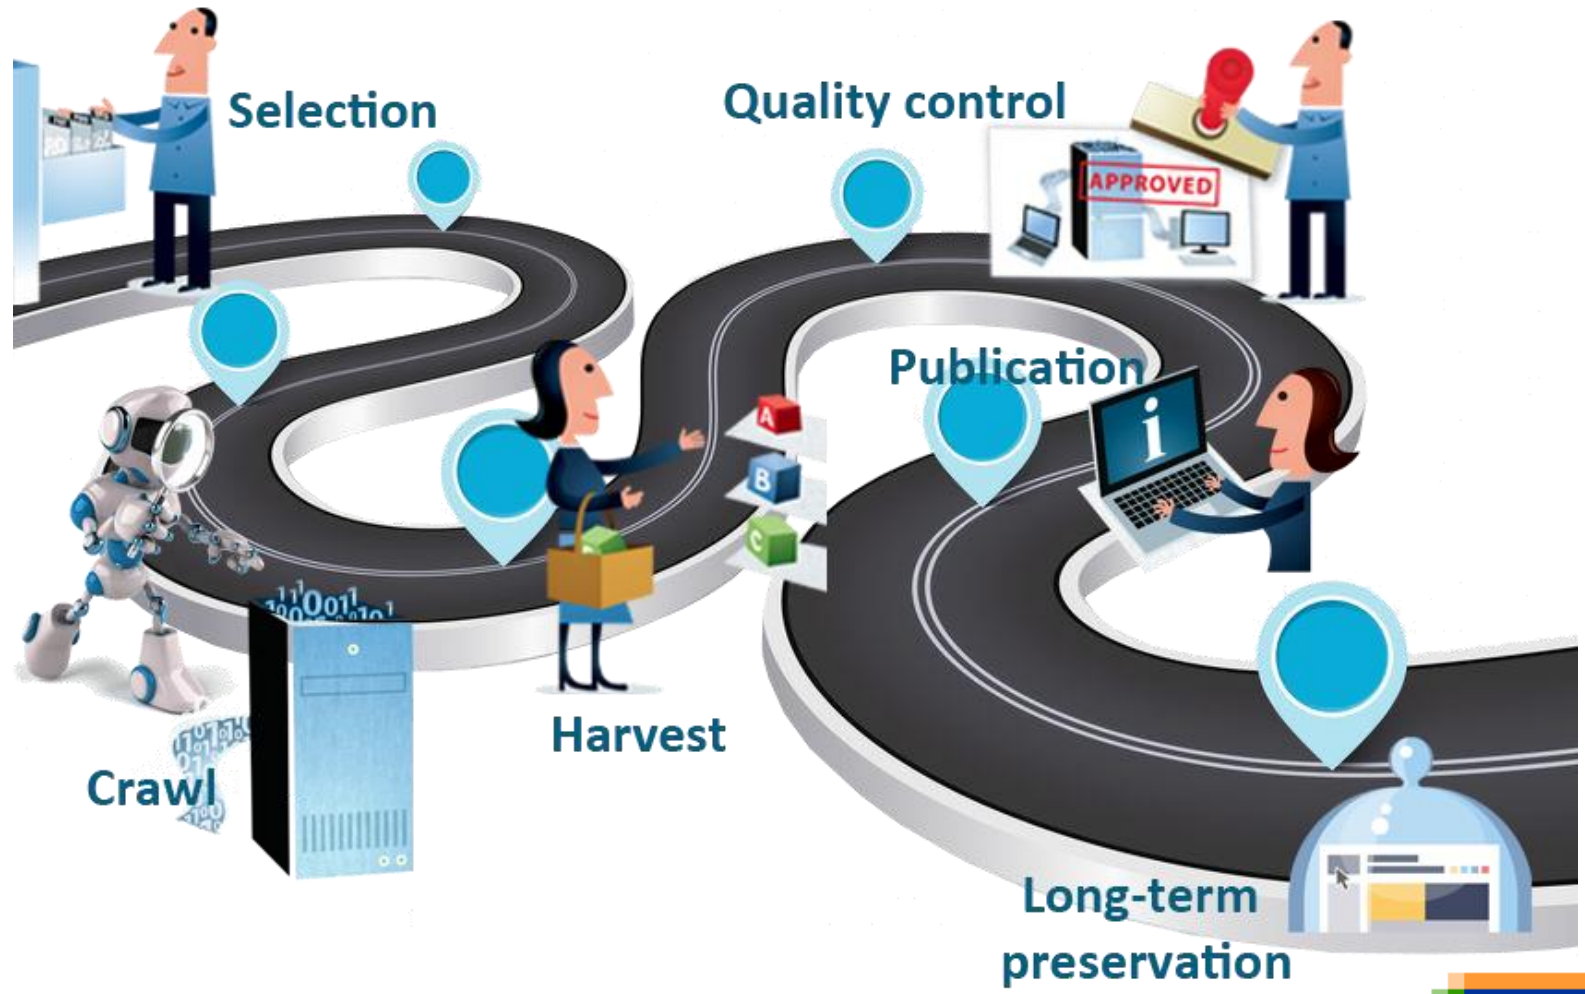 Selection
Quality control
APPROVED
Publication
i
A
B
C
Harvest
Crawl
Long-term
preservation